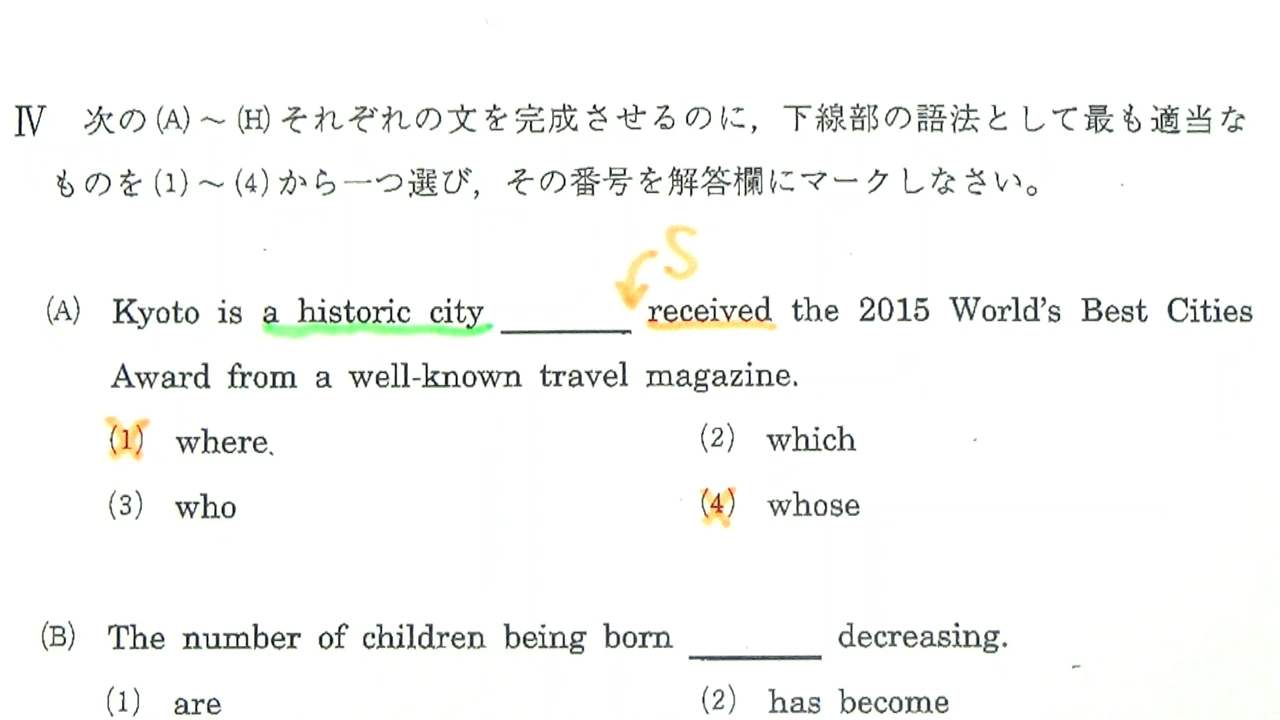 Ⅳ 次の(A)～(H)それぞれの文を完成させるのに，下線部の語法として最も適当な
ものを(1)～(4)から一つ選び，その番号を解答欄にマークしなさい。
S
(A) Kyoto is a historic city ______ received the 2015 World's Best Cities
Award from a well-known travel magazine.
(1) where (2) which
(3) who (4) whose
(B) The number of children being born ______ decreasing.
(1) are (2) has become